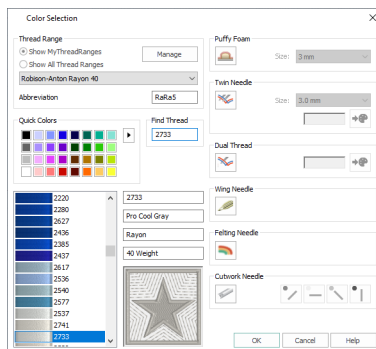 Color Selection
Thread Range
Show MyThreadRanges
Manage
Show All Thread Ranges
Robison-Anton Rayon 40
Abbreviation
RaRa5
Quick Colors
Find Thread
2733
2220
2280
2627
2436
2385
2437
2617
2536
2540
2577
2537
2741
2733
2733
Pro Cool Gray
Rayon
40 Weight
Puffy Foam
Size:
3 mm
Twin Needle
Size:
3.0 mm
Dual Thread
Wing Needle
Felting Needle
Cutwork Needle
OK
Cancel
Help